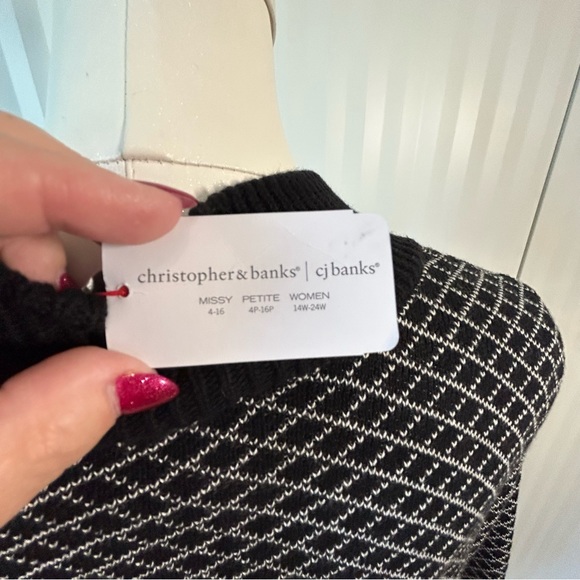 christopher & banks® | cj banks®
MISSY PETITE WOMEN
4-16 4P-16P 14W-24W